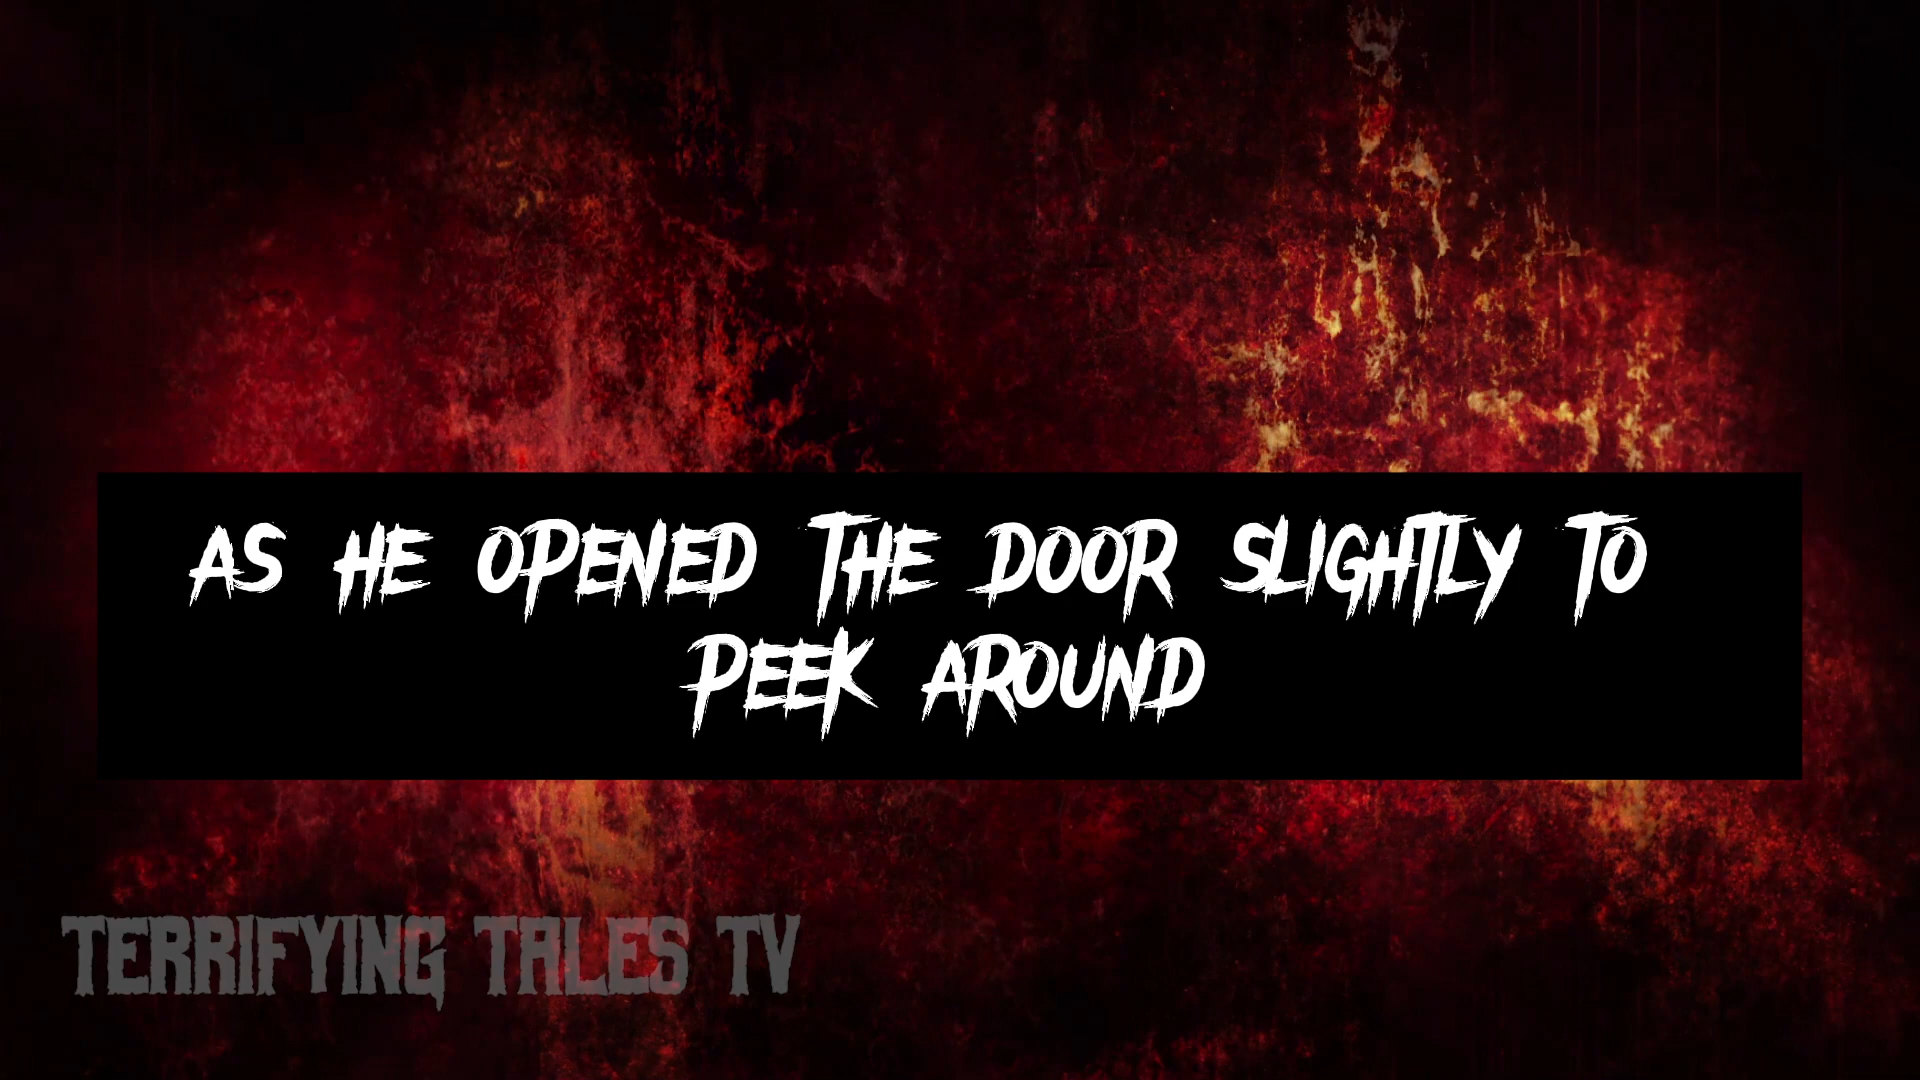 AS HE OPENED THE DOOR SLIGHTLY TO
PEEK AROUND
TERRIFYING TALES TV